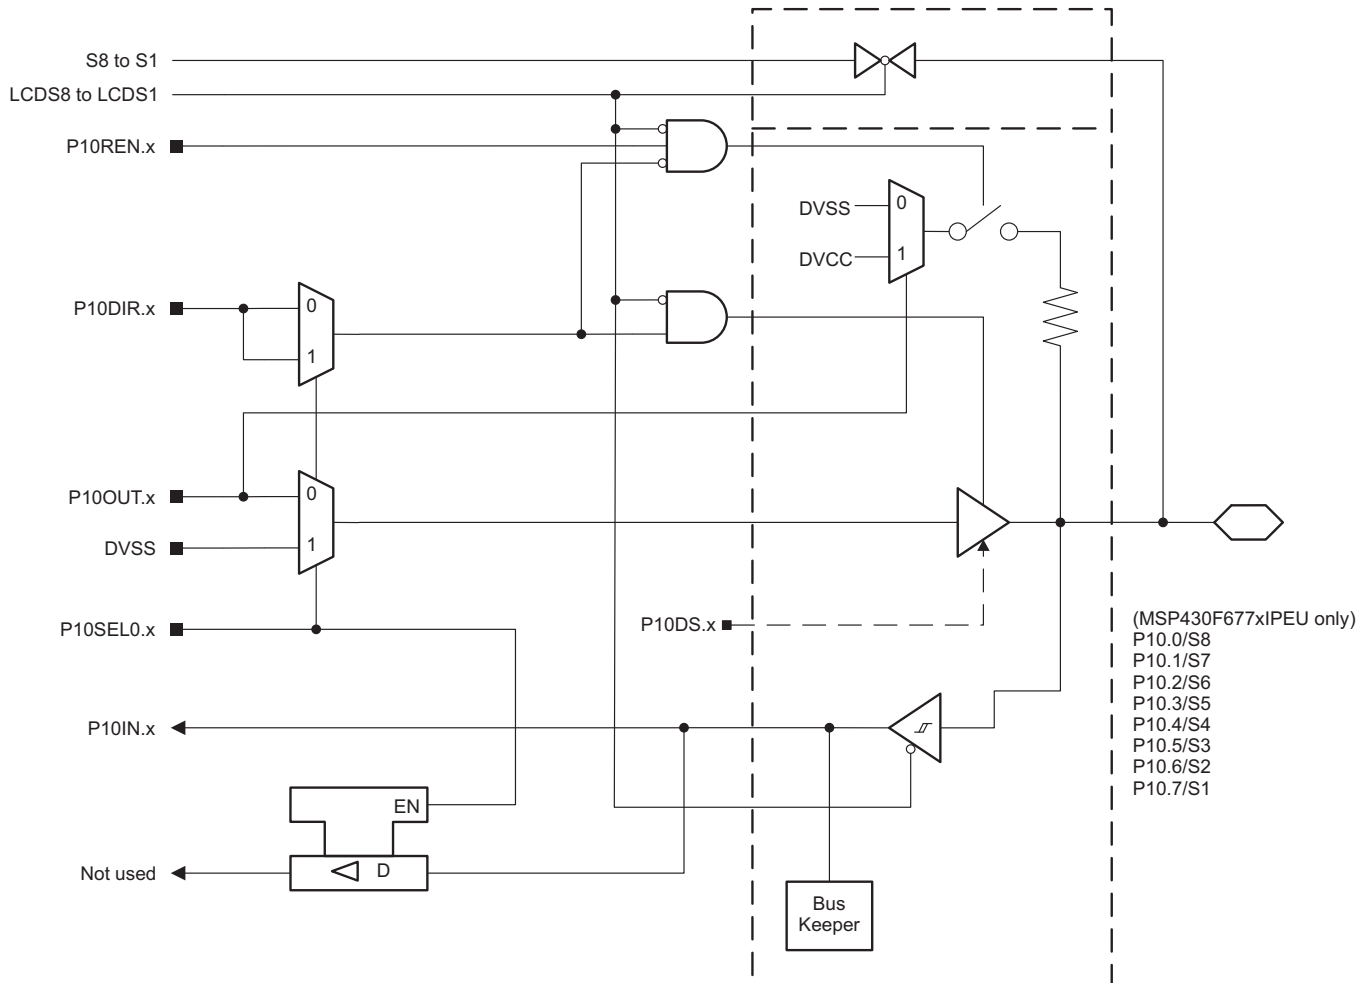 S8 to S1
LCDS8 to LCDS1
P10REN.x
DVSS
0
DVCC
1
P10DIR.x
0
1
P10OUT.x
0
DVSS
1
P10SEL0.x
P10DS.x
(MSP430F677xIPEU only)
P10.0/S8
P10.1/S7
P10.2/S6
P10.3/S5
P10.4/S4
P10.5/S3
P10.6/S2
P10.7/S1
P10IN.x
EN
Not used
D
Bus
Keeper